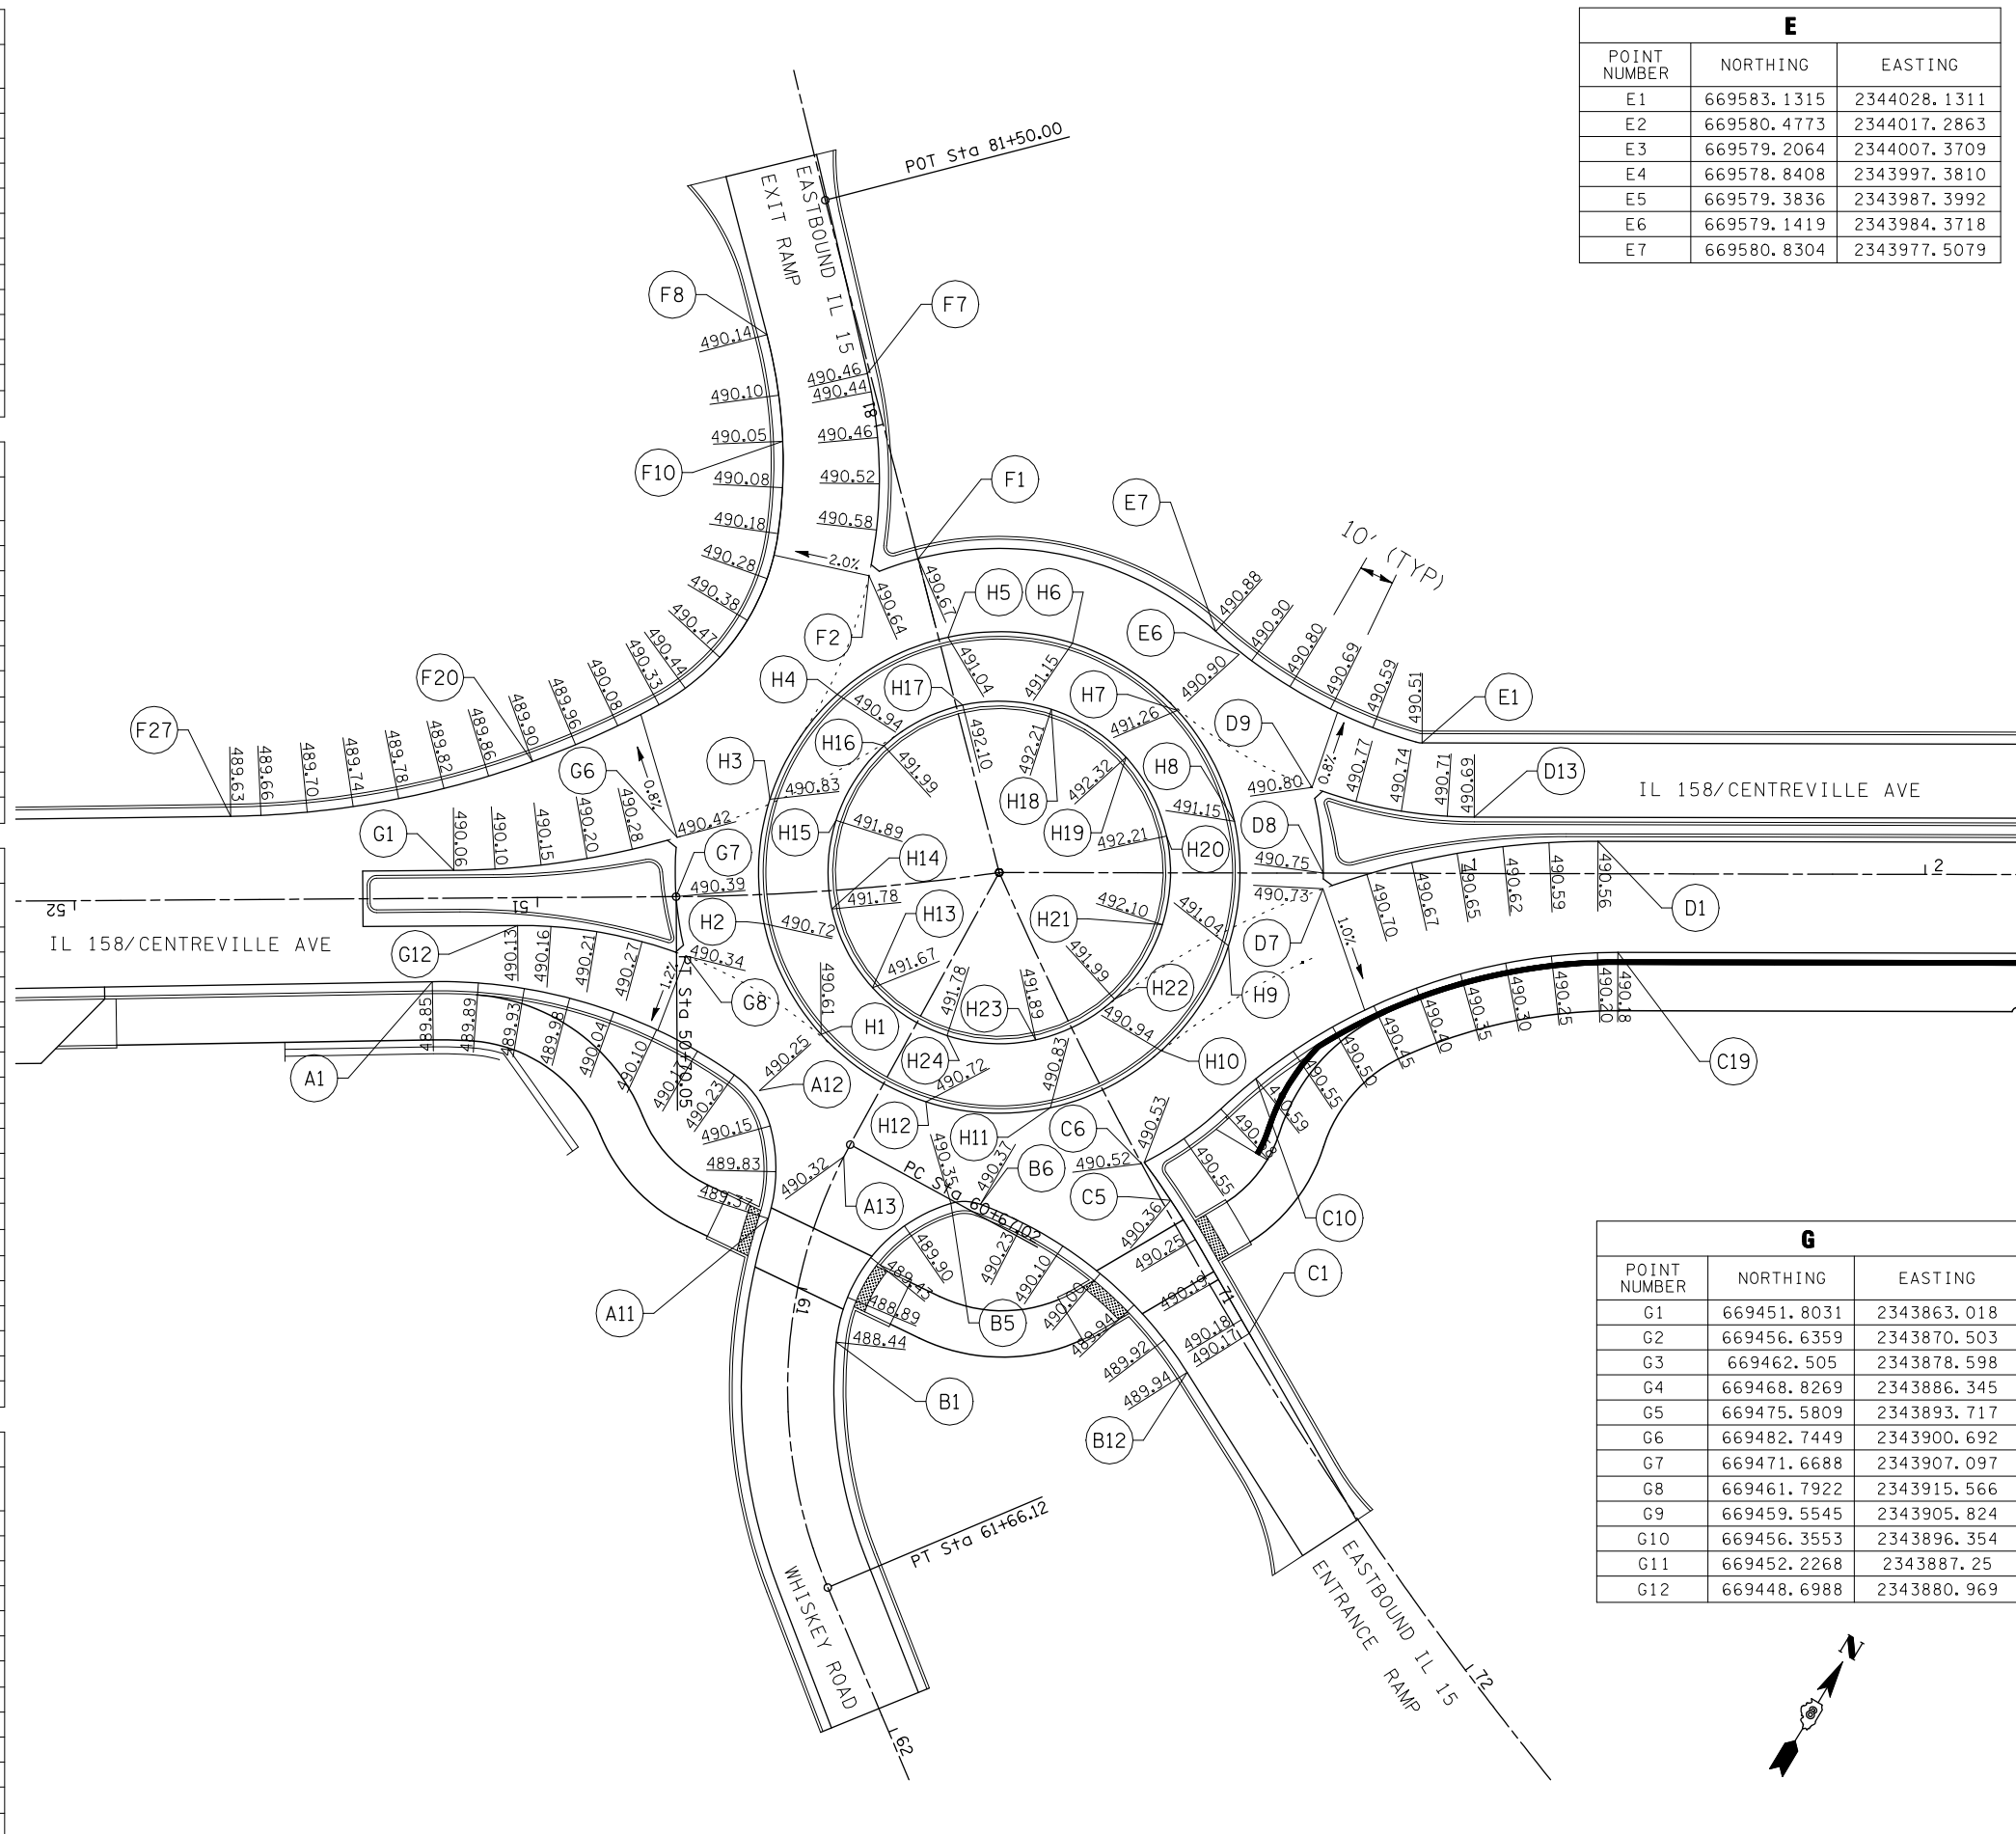 E
POINT NUMBER NORTHING EASTING
E1 669583.1315 2344028.1311
E2 669580.4773 2344017.2863
E3 669579.2064 2344007.3709
E4 669578.8408 2343997.3810
E5 669579.3836 2343987.3992
E6 669579.1419 2343984.3718
E7 669580.8304 2343977.5079
POT Sta 81+50.00
EASTBOUND IL 15
EXIT RAMP
F8
F7
490.14
490.46
490.44
490.10
81
490.05
490.46
F10
490.08
490.52
F1
490.18
490.58
E7
10' (TYP)
490.28
2.0%
490.38
490.64
490.67
H5
H6
490.88
490.90
490.47
F2
E6
490.80
490.44
490.33
490.69
490.08
F20
489.96
489.90
489.86
489.82
489.78
489.74
489.70
489.66
489.63
F27
H4
490.94
H17
491.04
491.15
H7
490.90
490.59
490.51
E1
D9
491.26
H16
492.10
492.21
H3
G6
0.8%
491.99
H18
492.32
H8
490.80
0.8%
490.77
490.74
490.71
490.69
D13
IL 158/CENTREVILLE AVE
490.83
H15
491.89
H19
491.15
G1
490.06
490.10
490.15
490.20
490.28
490.42
G7
H14
492.21
H20
D8
490.75
1
2
490.39
491.78
490.73
490.70
490.67
490.65
490.62
490.59
490.56
D1
52
51
IL 158/CENTREVILLE AVE
G12
490.13
490.16
490.21
490.27
H2
490.72
H13
H21
492.10
491.04
D7
1.0%
490.34
G8
1.2%
PT Sta 50+10.05
491.67
491.78
491.89
491.99
H22
H9
490.61
H1
H23
490.94
H10
A1
489.85
489.89
489.93
489.98
490.04
490.10
490.17
490.23
490.25
A12
H24
490.72
490.83
490.50
490.45
490.40
490.35
490.30
490.25
490.20
490.18
C19
490.55
490.59
490.15
H12
H11
C6
490.53
489.83
490.32
490.35
490.37
B6
490.52
490.55
489.37
A13
PC Sta 60+67.02
C5
490.36
C10
489.90
490.23
490.10
490.25
A11
489.43
488.89
490.00
490.19
C1
61
71
488.44
B5
489.94
490.18
490.17
489.92
B1
489.94
B12
G
POINT NUMBER NORTHING EASTING
G1 669451.8031 2343863.018
G2 669456.6359 2343870.503
G3 669462.505 2343878.598
G4 669468.8269 2343886.345
G5 669475.5809 2343893.717
G6 669482.7449 2343900.692
G7 669471.6688 2343907.097
G8 669461.7922 2343915.566
G9 669459.5545 2343905.824
G10 669456.3553 2343896.354
G11 669452.2268 2343887.25
G12 669448.6988 2343880.969
PT Sta 61+66.12
WHISKEY ROAD
EASTBOUND IL 15
ENTRANCE RAMP
62
72
N
8